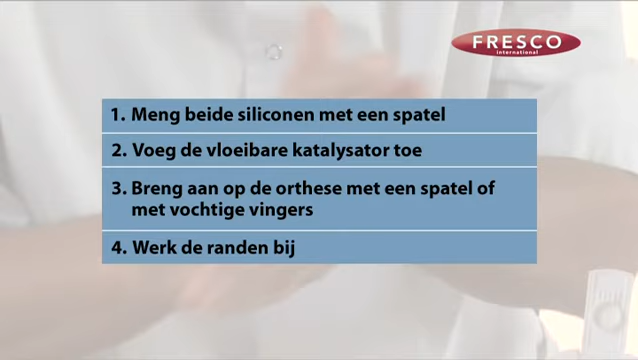 FRESCO
international
1. Meng beide siliconen met een spatel
2. Voeg de vloeibare katalysator toe
3. Breng aan op de orthese met een spatel of
met vochtige vingers
4. Werk de randen bij